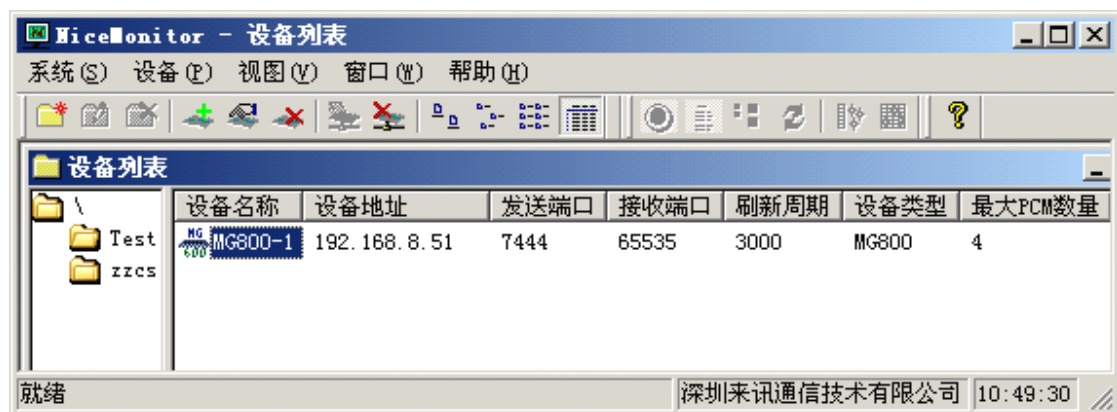 NiceMonitor - 设备列表
系统(S) 设备(P) 视图(V) 窗口(W) 帮助(H)
设备列表
\ 设备名称 设备地址 发送端口 接收端口 刷新周期 设备类型 最大PCM数量
Test MG 600 MG800-1 192.168.8.51 7444 65535 3000 MG800 4
zzcs
就绪 深圳来讯通信技术有限公司 10:49:30